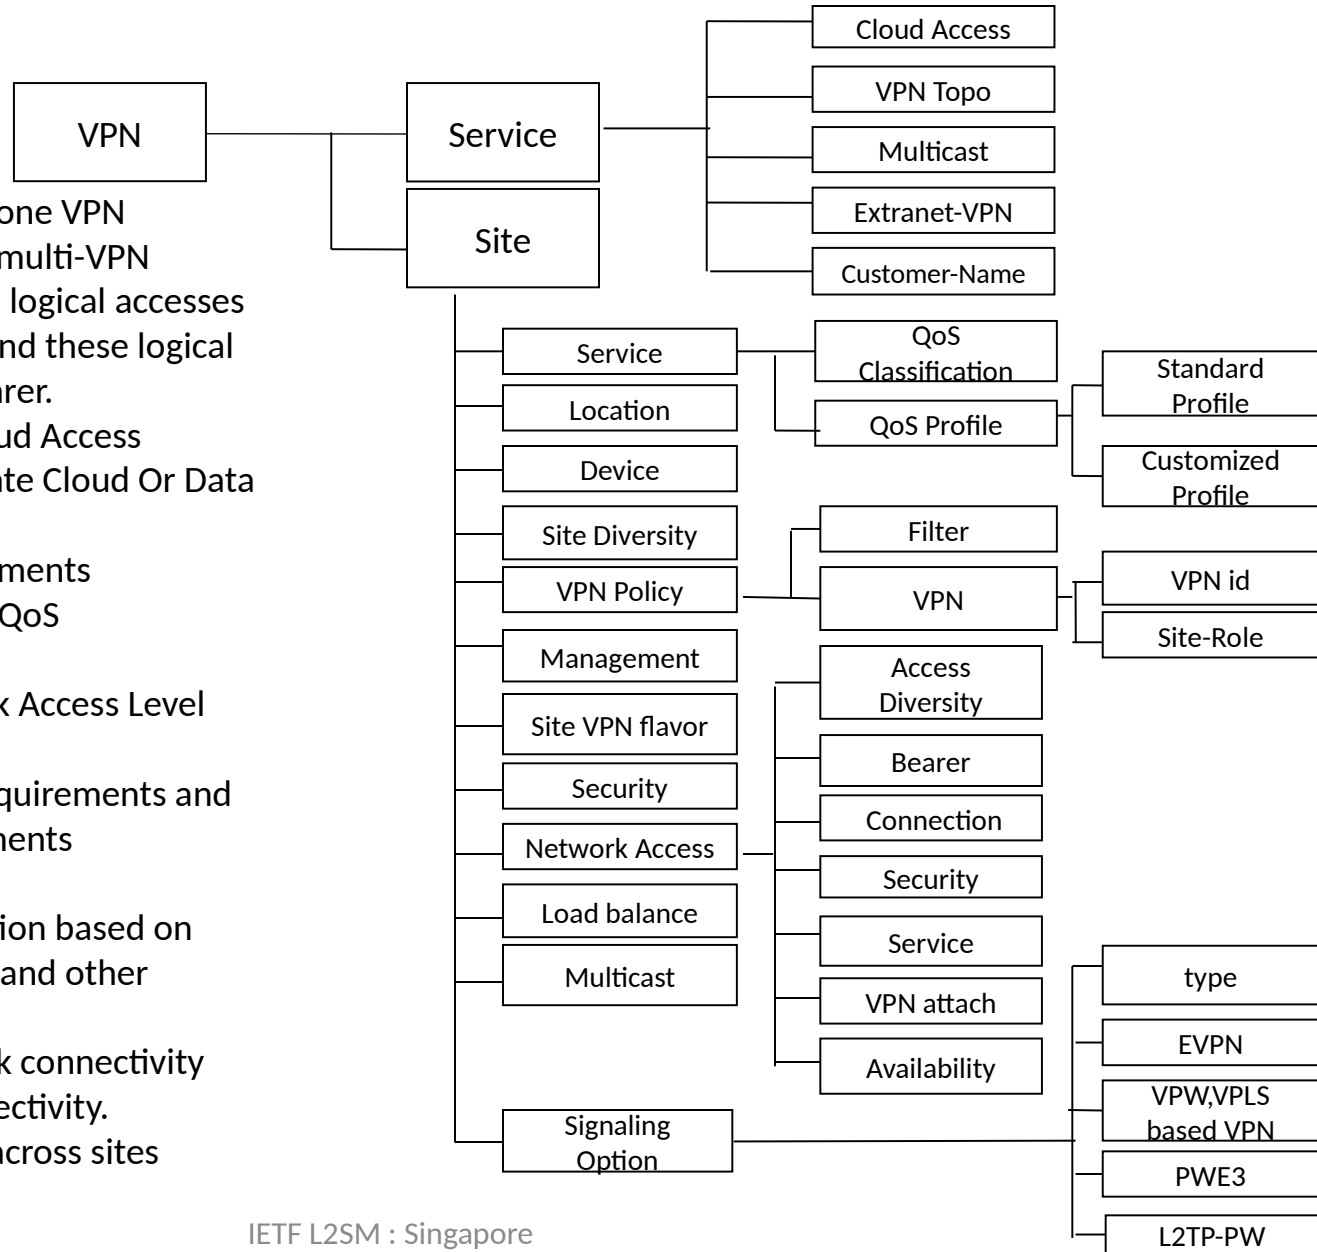 VPN
Service
Site
one VPN
multi-VPN
logical accesses
nd these logical
rer.
ud Access
te Cloud Or Data
ments
QoS
k Access Level
quirements and
nents
ion based on
and other
k connectivity
ectivity.
across sites
Cloud Access
VPN Topo
Multicast
Extranet-VPN
Customer-Name
Service
Location
Device
Site Diversity
VPN Policy
Management
Site VPN flavor
Security
Network Access
Load balance
Multicast
Signaling
Option
QoS
Classification
QoS Profile
Standard
Profile
Customized
Profile
Filter
VPN
VPN id
Site-Role
Access
Diversity
Bearer
Connection
Security
Service
VPN attach
Availability
type
EVPN
VPW,VPLS
based VPN
PWE3
L2TP-PW
IETF L2SM : Singapore